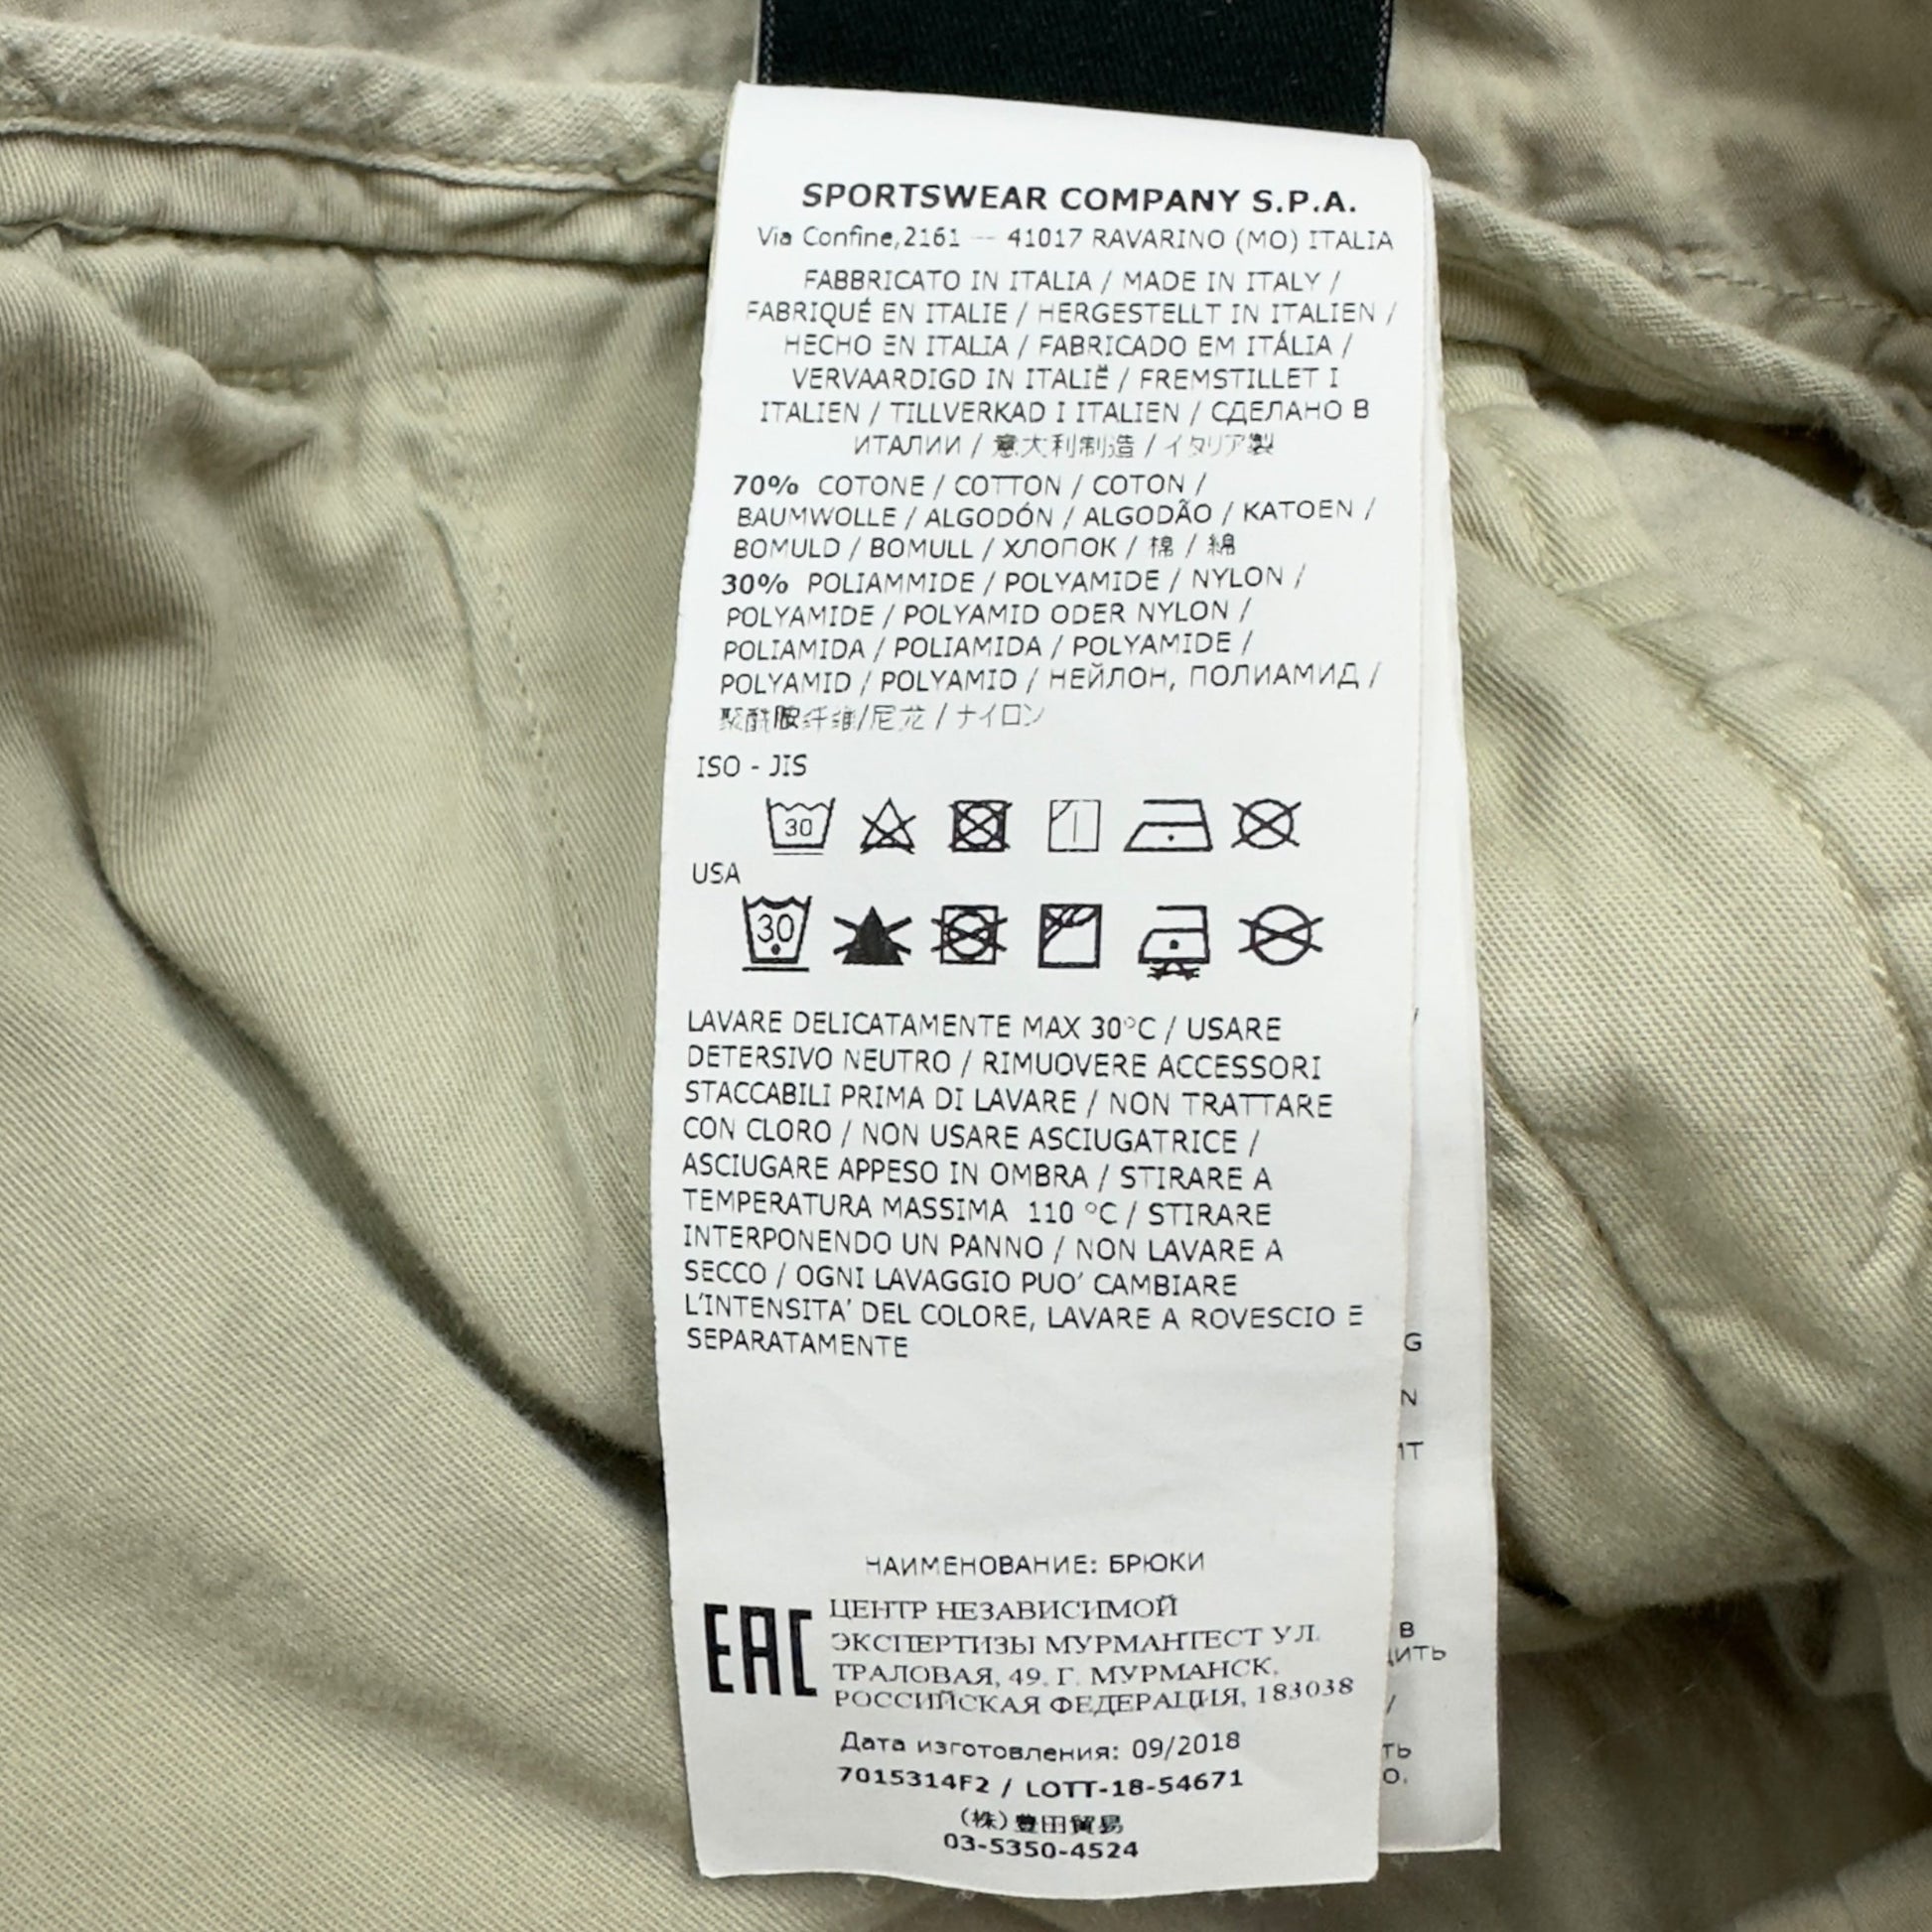 SPORTSWEAR COMPANY S.P.A.
Via Confine,2161 -- 41017 RAVARINO (MO) ITALIA
FABBRICATO IN ITALIA / MADE IN ITALY /
FABRIQUÉ EN ITALIE / HERGESTELLT IN ITALIEN /
HECHO EN ITALIA / FABRICADO EM ITÁLIA /
VERVAARDIGD IN ITALIË / FREMSTILLET I
ITALIEN / TILLVERKAD I ITALIEN / СДЕЛАНО В
ИТАЛИИ / 意大利制造 / イタリア製
70% COTONE / COTTON / COTON /
BAUMWOLLE / ALGODÓN / ALGODÃO / KATOEN /
BOMULD / BOMULL / ХЛОПОК / 棉 / 綿
30% POLIAMMIDE / POLYAMIDE / NYLON /
POLYAMIDE / POLYAMID ODER NYLON /
POLIAMIDA / POLIAMIDA / POLYAMIDE /
POLYAMID / POLYAMID / НЕЙЛОН, ПОЛИАМИД /
聚酰胺纤维/尼龙 / ナイロン
ISO - JIS
30
USA
30
LAVARE DELICATAMENTE MAX 30°C / USARE
DETERSIVO NEUTRO / RIMUOVERE ACCESSORI
STACCABILI PRIMA DI LAVARE / NON TRATTARE
CON CLORO / NON USARE ASCIUGATRICE /
ASCIUGARE APPESO IN OMBRA / STIRARE A
TEMPERATURA MASSIMA 110 °C / STIRARE
INTERPONENDO UN PANNO / NON LAVARE A
SECCO / OGNI LAVAGGIO PUO' CAMBIARE
L'INTENSITA' DEL COLORE, LAVARE A ROVESCIO E
SEPARATAMENTE
НАИМЕНОВАНИЕ: БРЮКИ
EAC
ЦЕНТР НЕЗАВИСИМОЙ
ЭКСПЕРТИЗЫ МУРМАНТЕСТ УЛ.
ТРАЛОВАЯ, 49. Г. МУРМАНСК,
РОССИЙСКАЯ ФЕДЕРАЦИЯ, 183038
Дата изготовления: 09/2018
7015314F2 / LOTT-18-54671
(株)豊田貿易
03-5350-4524